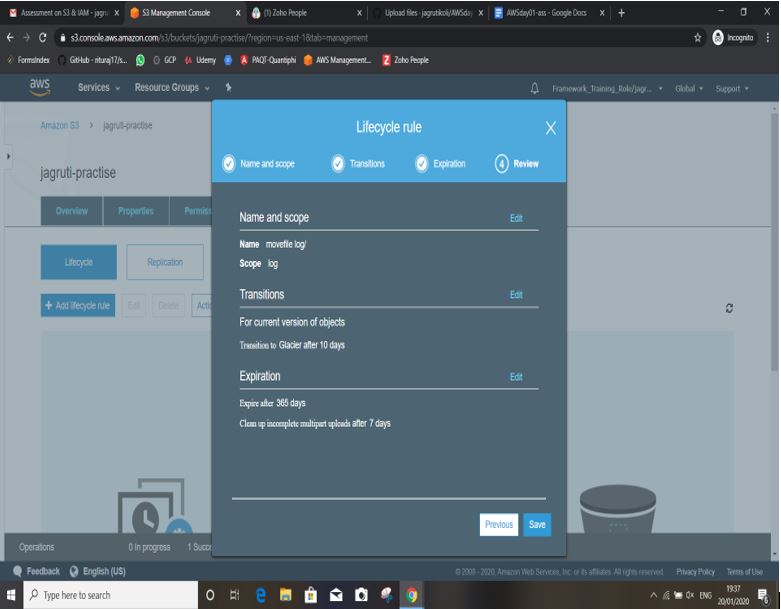 Assessment on S3 & IAM - jagru
S3 Management Console
(1) Zoho People
Upload files · jagrutikoli/AWSday
AWSday01-ass - Google Docs
s3.console.aws.amazon.com/s3/buckets/jagruti-practise/?region=us-east-1&tab=management
Incognito
FormsIndex
GitHub - nituraj17/s...
GCP
Udemy
PAQT-Quantiphi
AWS Management...
Zoho People
aws
Services
Resource Groups
Framework_Training_Role/jagr...
Global
Support
Amazon S3 > jagruti-practise
jagruti-practise
Overview
Properties
Permiss
Lifecycle
Replication
+ Add lifecycle rule
Edit
Delete
Actic
Lifecycle rule
Name and scope
Transitions
Expiration
4 Review
Name and scope
Edit
Name movefile log/
Scope log
Transitions
Edit
For current version of objects
Transition to Glacier after 10 days
Expiration
Edit
Expire after 365 days
Clean up incomplete multipart uploads after 7 days
Previous
Save
Operations
0 In progress
1 Succ
Feedback
English (US)
© 2008 - 2020, Amazon Web Services, Inc. or its affiliates. All rights reserved.
Privacy Policy
Terms of Use
Type here to search
ENG
19:37
20/01/2020